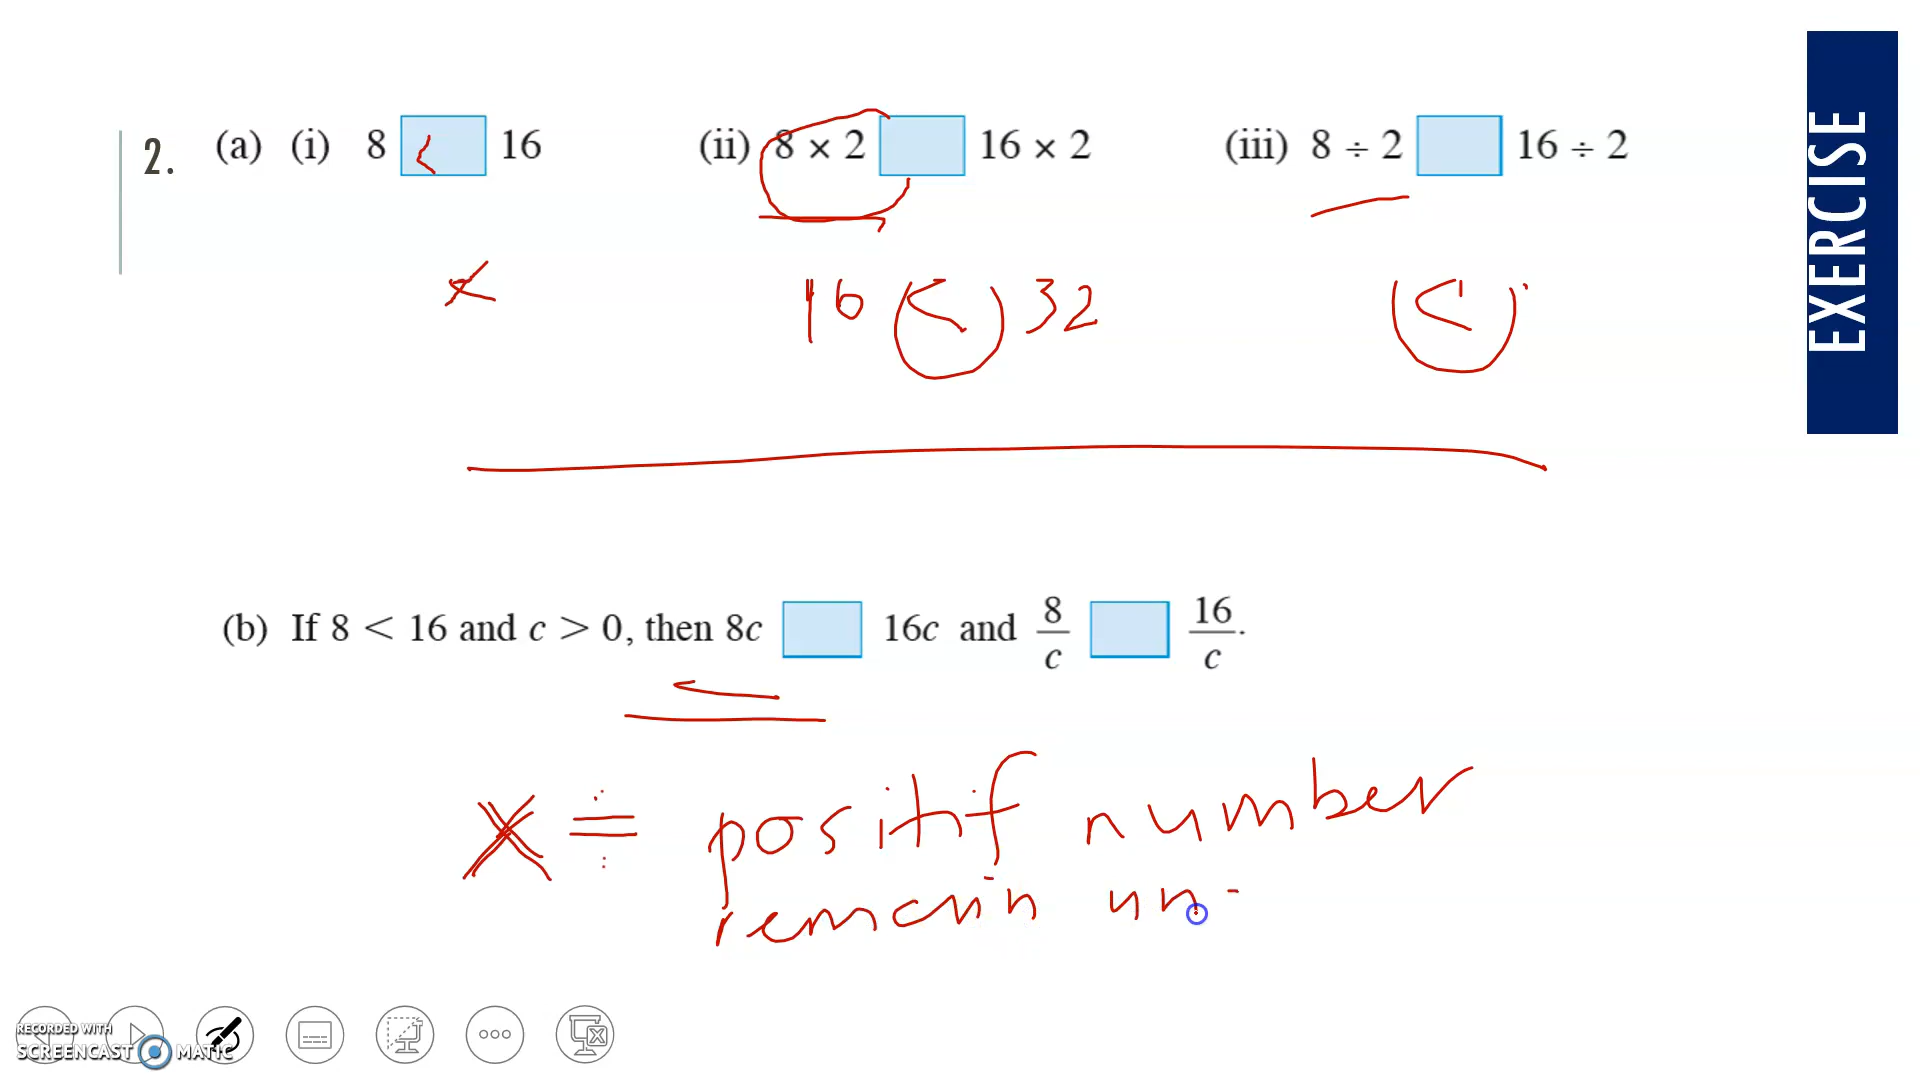 EXERCISE
2. (a) (i) 8 < 16 (ii) 8 × 2 16 × 2 (iii) 8 ÷ 2 16 ÷ 2
< 16 < 32 <
(b) If 8 < 16 and c > 0, then 8c 16c and 8/c 16/c.
× ÷ positif number
remain un
RECORDED WITH
SCREENCAST MATIC